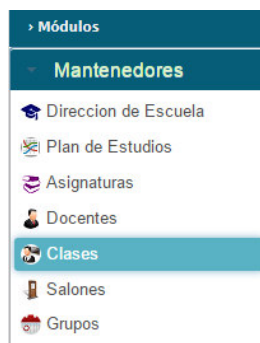 › Módulos
Mantenedores
Direccion de Escuela
Plan de Estudios
Asignaturas
Docentes
Clases
Salones
Grupos